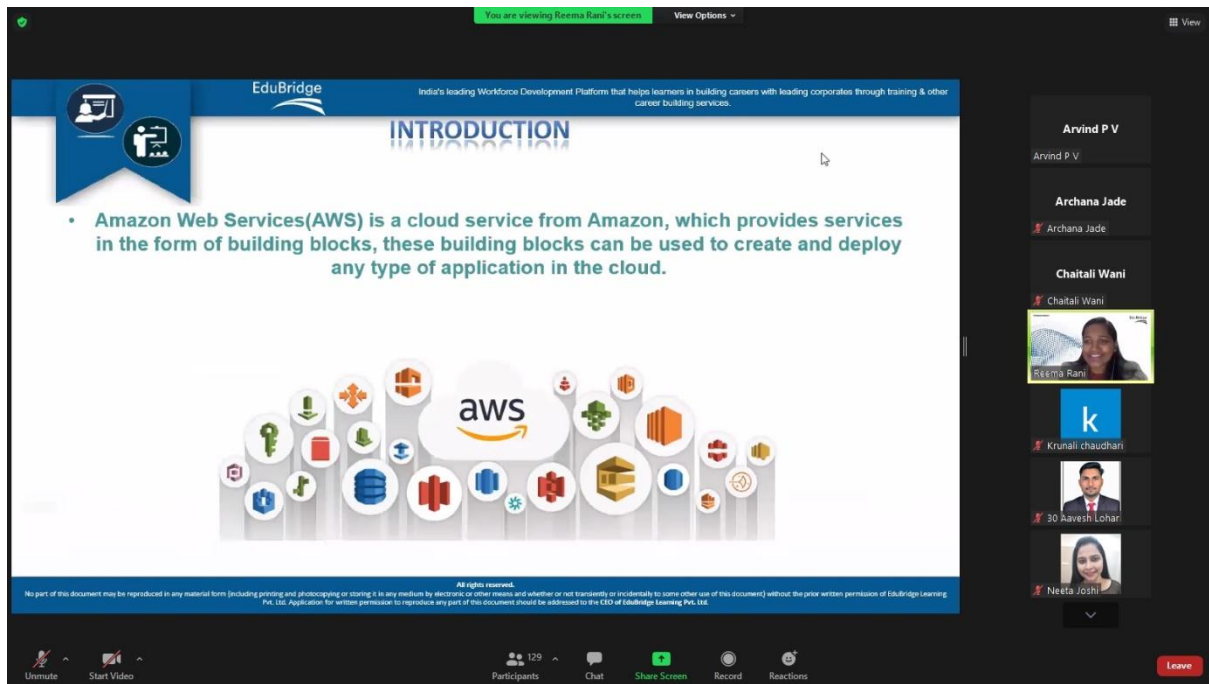 You are viewing Reema Rani's screen
View Options
View
EduBridge
India's leading Workforce Development Platform that helps learners in building careers with leading corporates through training & other
career building services.
INTRODUCTION
• Amazon Web Services(AWS) is a cloud service from Amazon, which provides services
in the form of building blocks, these building blocks can be used to create and deploy
any type of application in the cloud.
aws
All rights reserved.
No part of this document may be reproduced in any material form (including printing and photocopying or storing it in any medium by electronic or other means and whether or not transiently or incidentally to some other use of this document) without the prior written permission of EduBridge Learning
Pvt. Ltd. Application for written permission to reproduce any part of this document should be addressed to the CEO of EduBridge Learning Pvt. Ltd.
Arvind P V
Arvind P V
Archana Jade
Archana Jade
Chaitali Wani
Chaitali Wani
Reema Rani
k
Krunali chaudhari
30 Aavesh Lohar
Neeta Joshi
Unmute
Start Video
129
Participants
Chat
Share Screen
Record
Reactions
Leave